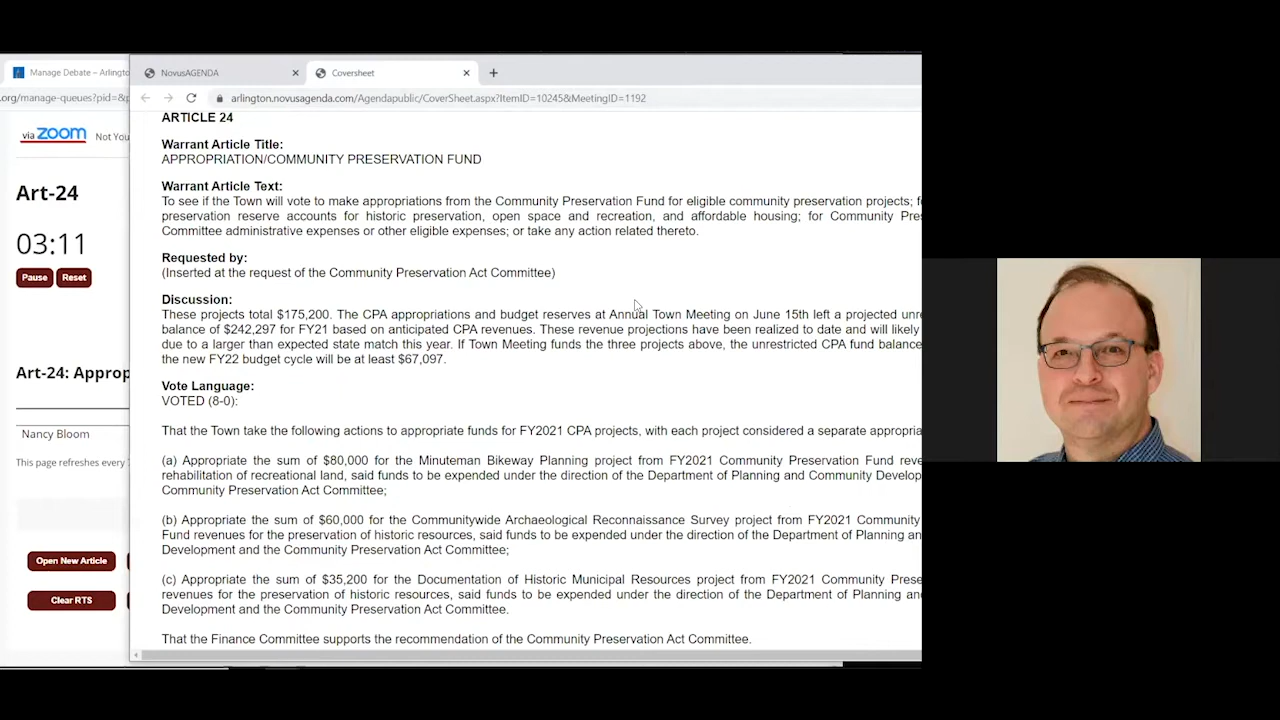 Manage Debate – Arlingto
NovusAGENDA
Coversheet
.org/manage-queues?pid=&p
arlington.novusagenda.com/Agendapublic/CoverSheet.aspx?ItemID=10245&MeetingID=1192
via zoom Not You
Art-24
03:11
Pause Reset
Art-24: Approp
Nancy Bloom
This page refreshes every
Open New Article
Clear RTS
ARTICLE 24
Warrant Article Title:
APPROPRIATION/COMMUNITY PRESERVATION FUND
Warrant Article Text:
To see if the Town will vote to make appropriations from the Community Preservation Fund for eligible community preservation projects; f
preservation reserve accounts for historic preservation, open space and recreation, and affordable housing; for Community Pres
Committee administrative expenses or other eligible expenses; or take any action related thereto.
Requested by:
(Inserted at the request of the Community Preservation Act Committee)
Discussion:
These projects total $175,200. The CPA appropriations and budget reserves at Annual Town Meeting on June 15th left a projected unre
balance of $242,297 for FY21 based on anticipated CPA revenues. These revenue projections have been realized to date and will likely
due to a larger than expected state match this year. If Town Meeting funds the three projects above, the unrestricted CPA fund balance
the new FY22 budget cycle will be at least $67,097.
Vote Language:
VOTED (8-0):
That the Town take the following actions to appropriate funds for FY2021 CPA projects, with each project considered a separate appropria
(a) Appropriate the sum of $80,000 for the Minuteman Bikeway Planning project from FY2021 Community Preservation Fund reve
rehabilitation of recreational land, said funds to be expended under the direction of the Department of Planning and Community Develop
Community Preservation Act Committee;
(b) Appropriate the sum of $60,000 for the Communitywide Archaeological Reconnaissance Survey project from FY2021 Community
Fund revenues for the preservation of historic resources, said funds to be expended under the direction of the Department of Planning an
Development and the Community Preservation Act Committee;
(c) Appropriate the sum of $35,200 for the Documentation of Historic Municipal Resources project from FY2021 Community Prese
revenues for the preservation of historic resources, said funds to be expended under the direction of the Department of Planning and
Development and the Community Preservation Act Committee.
That the Finance Committee supports the recommendation of the Community Preservation Act Committee.